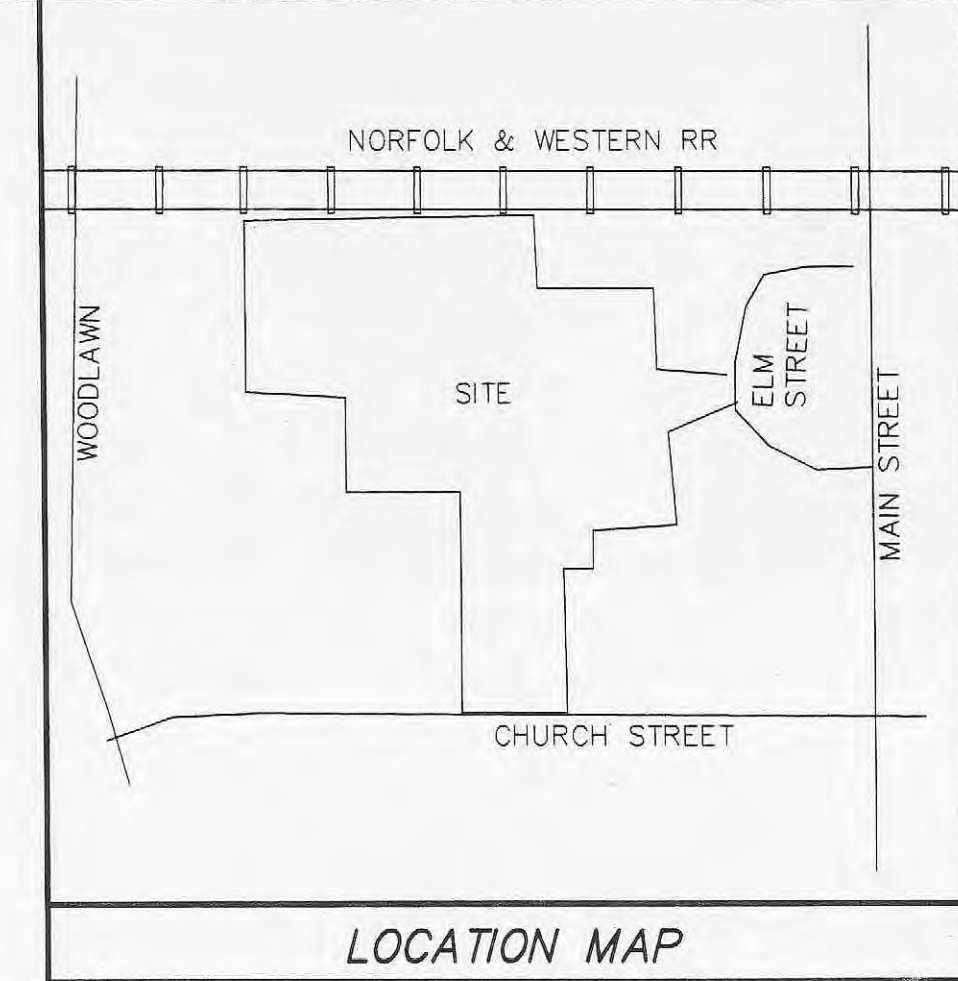 NORFOLK & WESTERN RR
WOODLAWN
SITE
ELM
STREET
MAIN STREET
CHURCH STREET
LOCATION MAP